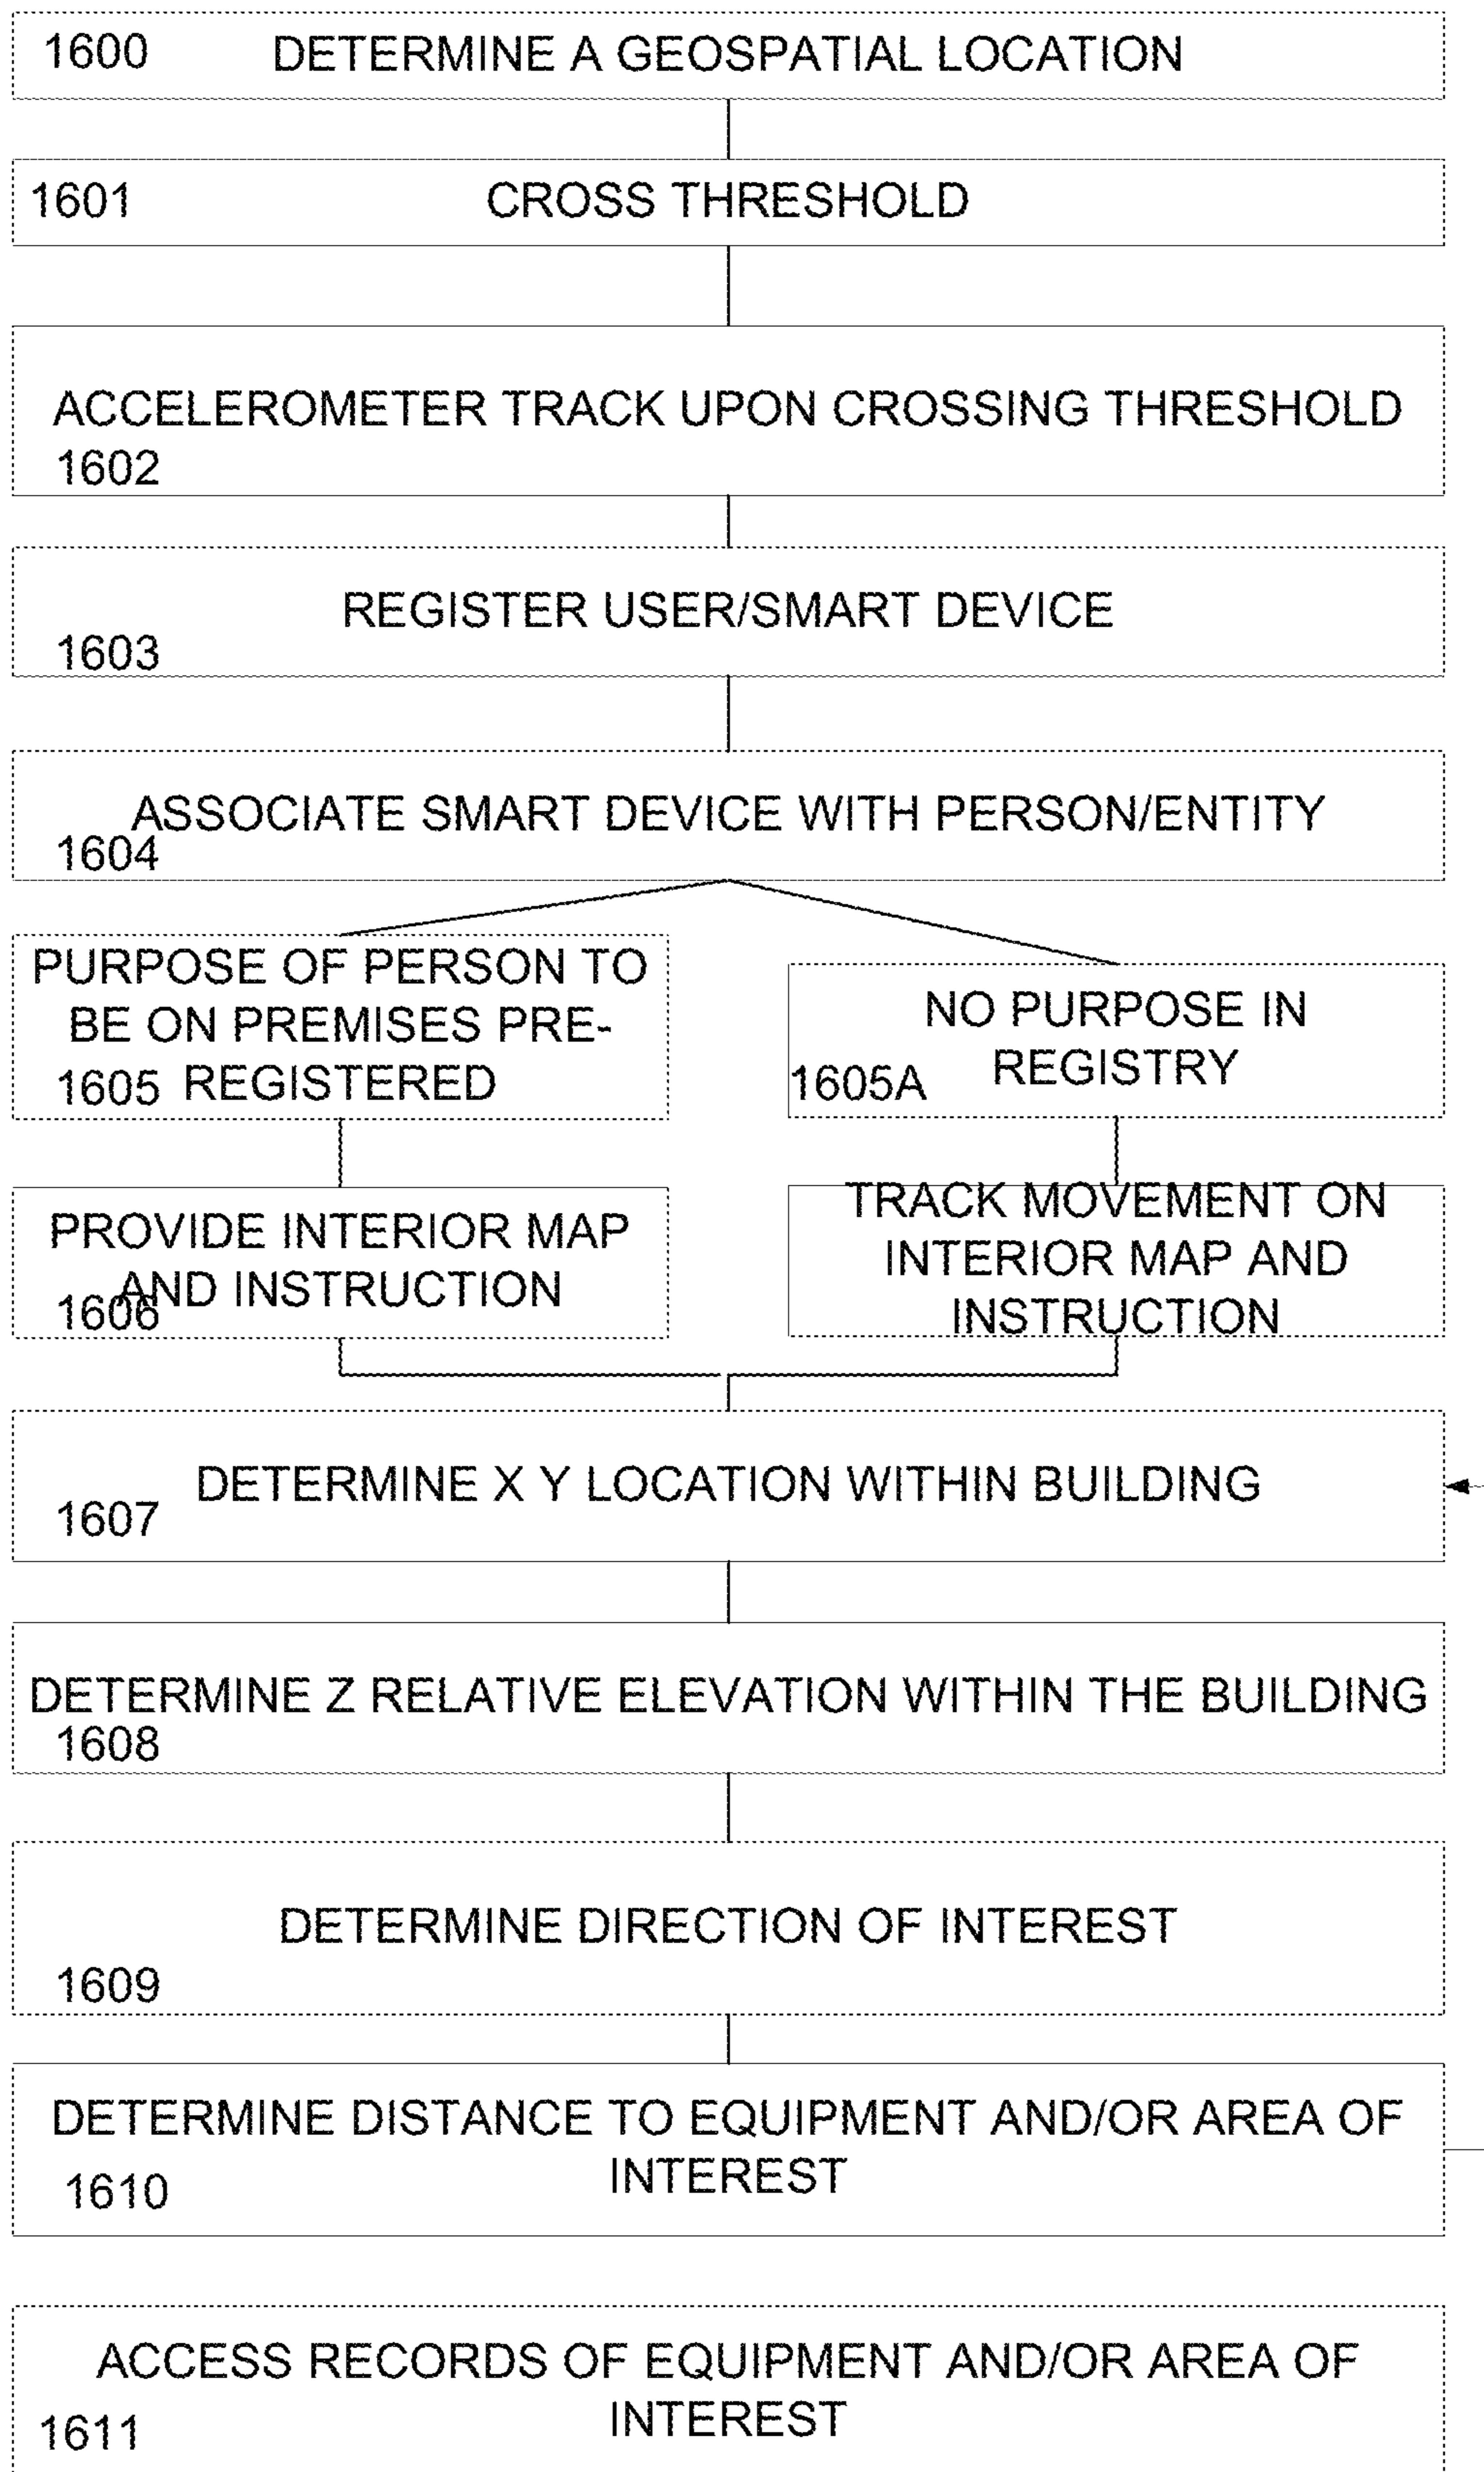 1600 DETERMINE A GEOSPATIAL LOCATION
1601 CROSS THRESHOLD
ACCELEROMETER TRACK UPON CROSSING THRESHOLD
1602
REGISTER USER/SMART DEVICE
1603
ASSOCIATE SMART DEVICE WITH PERSON/ENTITY
1604
PURPOSE OF PERSON TO
BE ON PREMISES PRE-
1605 REGISTERED
NO PURPOSE IN
REGISTRY
1605A
PROVIDE INTERIOR MAP
AND INSTRUCTION
1606
TRACK MOVEMENT ON
INTERIOR MAP AND
INSTRUCTION
DETERMINE X Y LOCATION WITHIN BUILDING
1607
DETERMINE Z RELATIVE ELEVATION WITHIN THE BUILDING
1608
DETERMINE DIRECTION OF INTEREST
1609
DETERMINE DISTANCE TO EQUIPMENT AND/OR AREA OF
INTEREST
1610
ACCESS RECORDS OF EQUIPMENT AND/OR AREA OF
INTEREST
1611